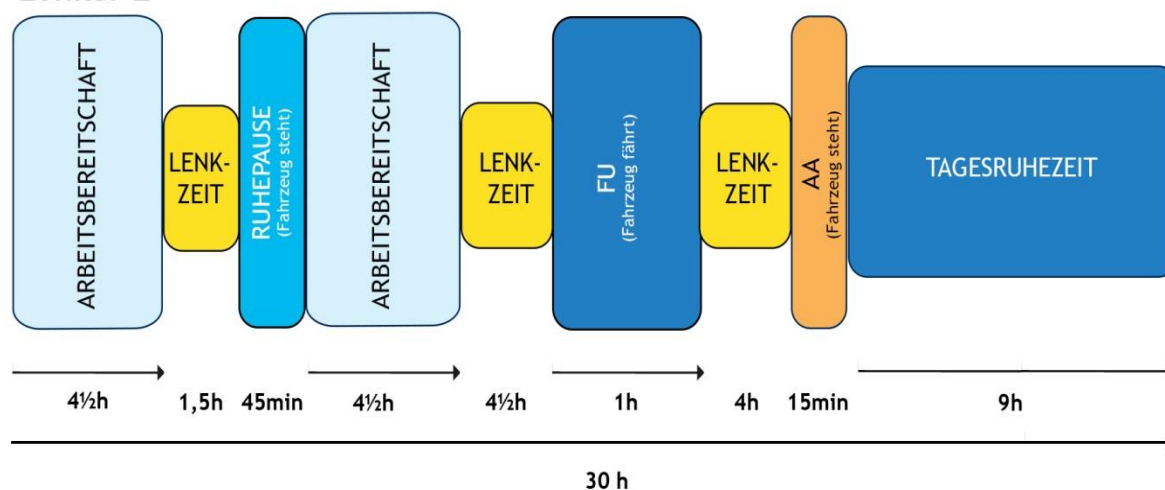 ARBEITSBEREITSCHAFT
LENK-
ZEIT
RUHEPAUSE
(Fahrzeug steht)
ARBEITSBEREITSCHAFT
LENK-
ZEIT
FU
(Fahrzeug fährt)
LENK-
ZEIT
AA
(Fahrzeug steht)
TAGESRUHEZEIT
4½h
1,5h
45min
4½h
4½h
1h
4h
15min
9h
30 h